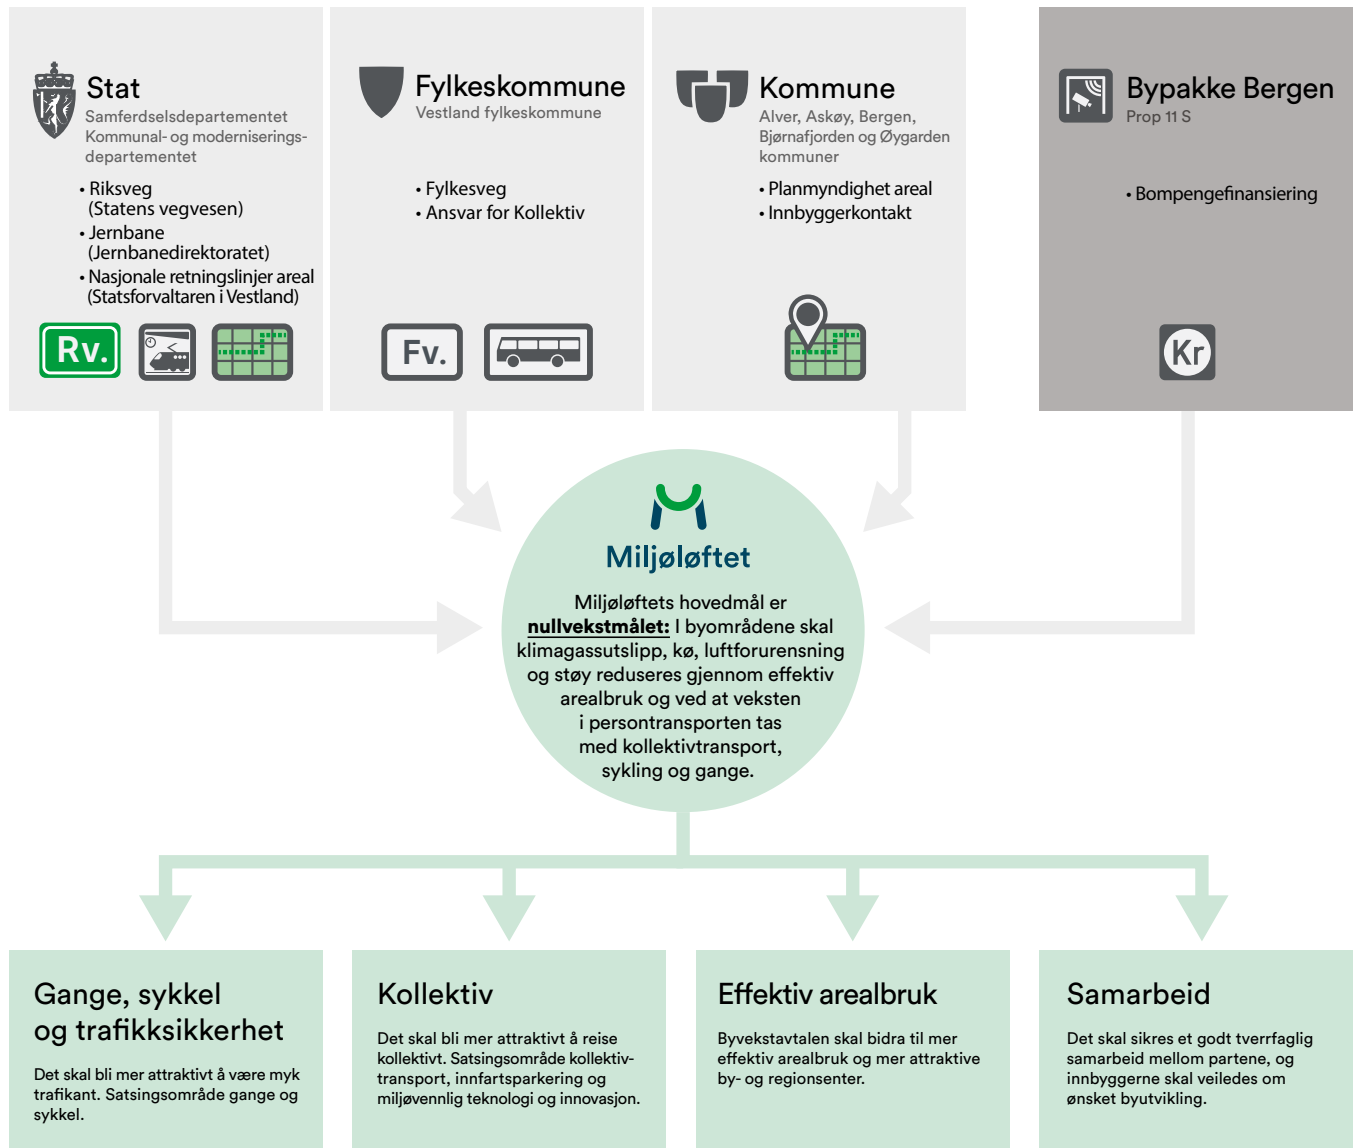 Stat
Samferdselsdepartementet
Kommunal- og moderniserings-
departementet
• Riksveg
(Statens vegvesen)
• Jernbane
(Jernbanedirektoratet)
• Nasjonale retningslinjer areal
(Statsforvaltaren i Vestland)
Rv.
Fylkeskommune
Vestland fylkeskommune
• Fylkesveg
• Ansvar for Kollektiv
Fv.
Kommune
Alver, Askøy, Bergen,
Bjørnafjorden og Øygarden
kommuner
• Planmyndighet areal
• Innbyggerkontakt
Bypakke Bergen
Prop 11 S
• Bompengefinansiering
Kr
Miljøløftet
Miljøløftets hovedmål er
nullvekstmålet: I byområdene skal
klimagassutslipp, kø, luftforurensning
og støy reduseres gjennom effektiv
arealbruk og ved at veksten
i persontransporten tas
med kollektivtransport,
sykling og gange.
Gange, sykkel
og trafikksikkerhet
Det skal bli mer attraktivt å være myk
trafikant. Satsingsområde gange og
sykkel.
Kollektiv
Det skal bli mer attraktivt å reise
kollektivt. Satsingsområde kollektiv-
transport, innfartsparkering og
miljøvennlig teknologi og innovasjon.
Effektiv arealbruk
Byvekstavtalen skal bidra til mer
effektiv arealbruk og mer attraktive
by- og regionsenter.
Samarbeid
Det skal sikres et godt tverrfaglig
samarbeid mellom partene, og
innbyggerne skal veiledes om
ønsket byutvikling.